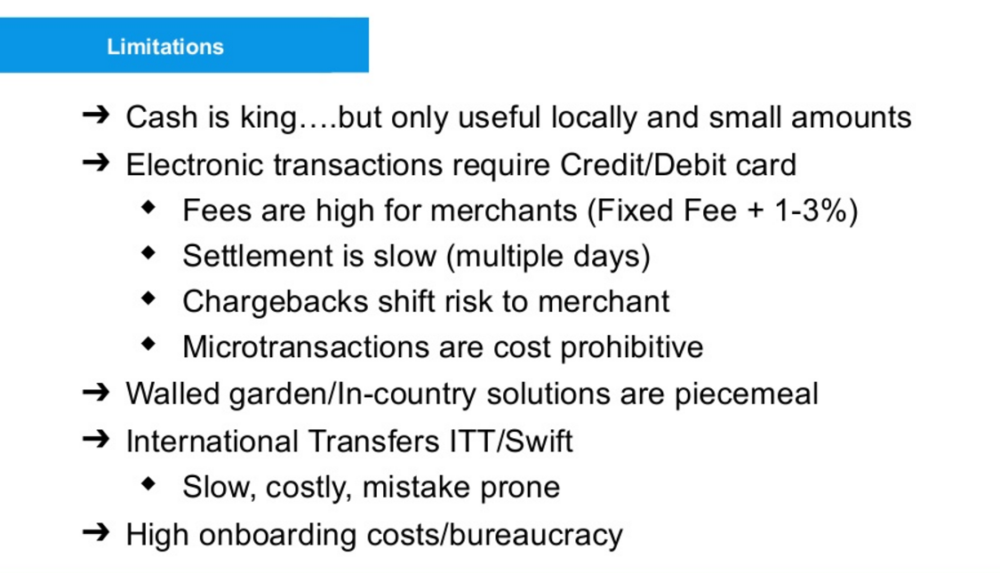 Limitations
➔ Cash is king….but only useful locally and small amounts
➔ Electronic transactions require Credit/Debit card
◆ Fees are high for merchants (Fixed Fee + 1-3%)
◆ Settlement is slow (multiple days)
◆ Chargebacks shift risk to merchant
◆ Microtransactions are cost prohibitive
➔ Walled garden/In-country solutions are piecemeal
➔ International Transfers ITT/Swift
◆ Slow, costly, mistake prone
➔ High onboarding costs/bureaucracy